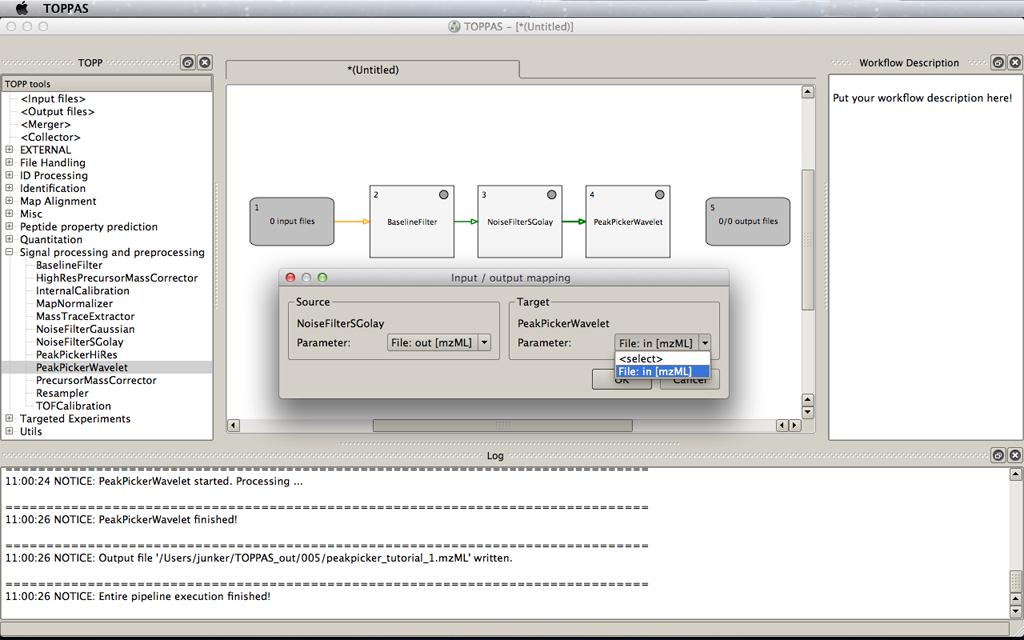 TOPPAS
TOPPAS – [*(Untitled)]
TOPP
*(Untitled)
Workflow Description
TOPP tools
<Input files>
<Output files>
<Merger>
<Collector>
EXTERNAL
File Handling
ID Processing
Identification
Map Alignment
Misc
Peptide property prediction
Quantation
Signal processing and preprocessing
BaselineFilter
HighResPrecursorMassCorrector
InternalCalibration
MapNormalizer
MassTraceExtractor
NoiseFilterGaussian
NoiseFilterSGolay
PeakPickerHiRes
PeakPickerWavelet
PrecursorMassCorrector
Resampler
TOFCalibration
Targeted Experiments
Utils
1
0 input files
2
BaselineFilter
3
NoiseFilterSGolay
4
PeakPickerWavelet
5
0/0 output files
Put your workflow description here!
Input / output mapping
Source
NoiseFilterSGolay
Parameter:
File: out [mzML]
Target
PeakPickerWavelet
Parameter:
File: in [mzML]
<select>
File: in [mzML]
OK
Cancel
Log
===============================================================================
11:00:24 NOTICE: PeakPickerWavelet started. Processing ...
===============================================================================
11:00:26 NOTICE: PeakPickerWavelet finished!
===============================================================================
11:00:26 NOTICE: Output file '/Users/junker/TOPPAS_out/005/peakpicker_tutorial_1.mzML' written.
===============================================================================
11:00:26 NOTICE: Entire pipeline execution finished!